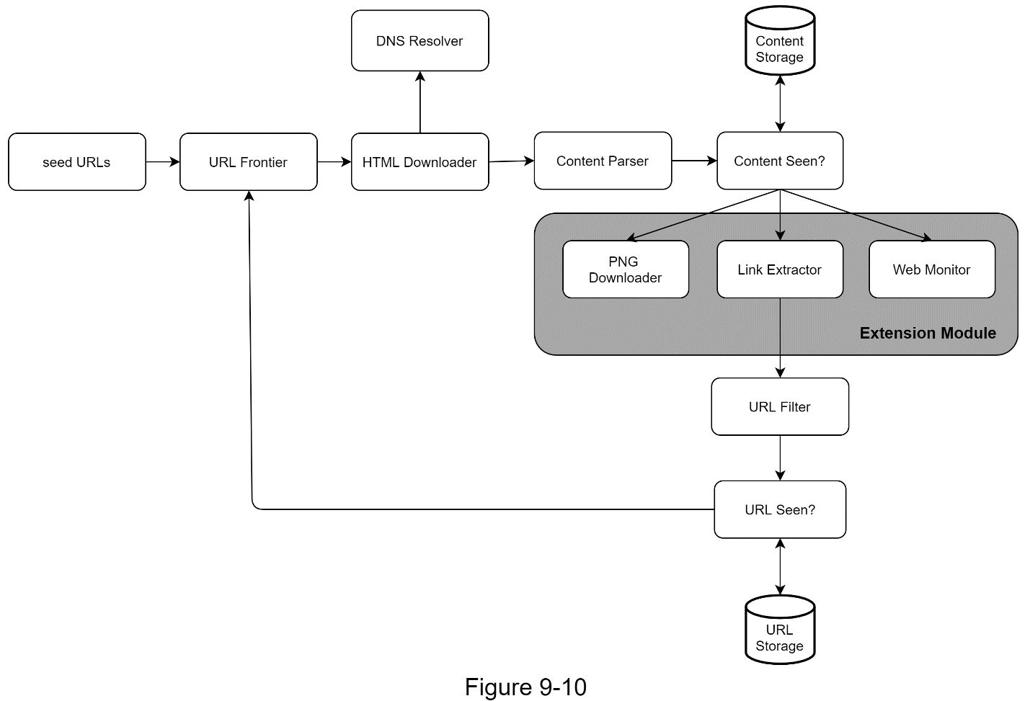 DNS Resolver
Content
Storage
seed URLs
URL Frontier
HTML Downloader
Content Parser
Content Seen?
PNG
Downloader
Link Extractor
Web Monitor
Extension Module
URL Filter
URL Seen?
URL
Storage
Figure 9-10